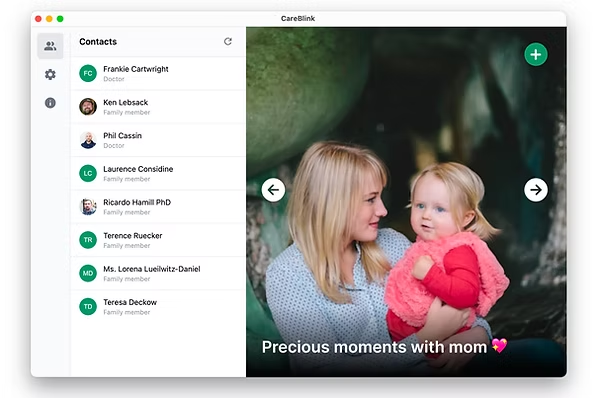 CareBlink
Contacts
FC
Frankie Cartwright
Doctor
Ken Lebsack
Family member
Phil Cassin
Doctor
LC
Laurence Considine
Family member
Ricardo Hamill PhD
Family member
TR
Terence Ruecker
Family member
MD
Ms. Lorena Lueilwitz-Daniel
Family member
TD
Teresa Deckow
Family member
Precious moments with mom 💖